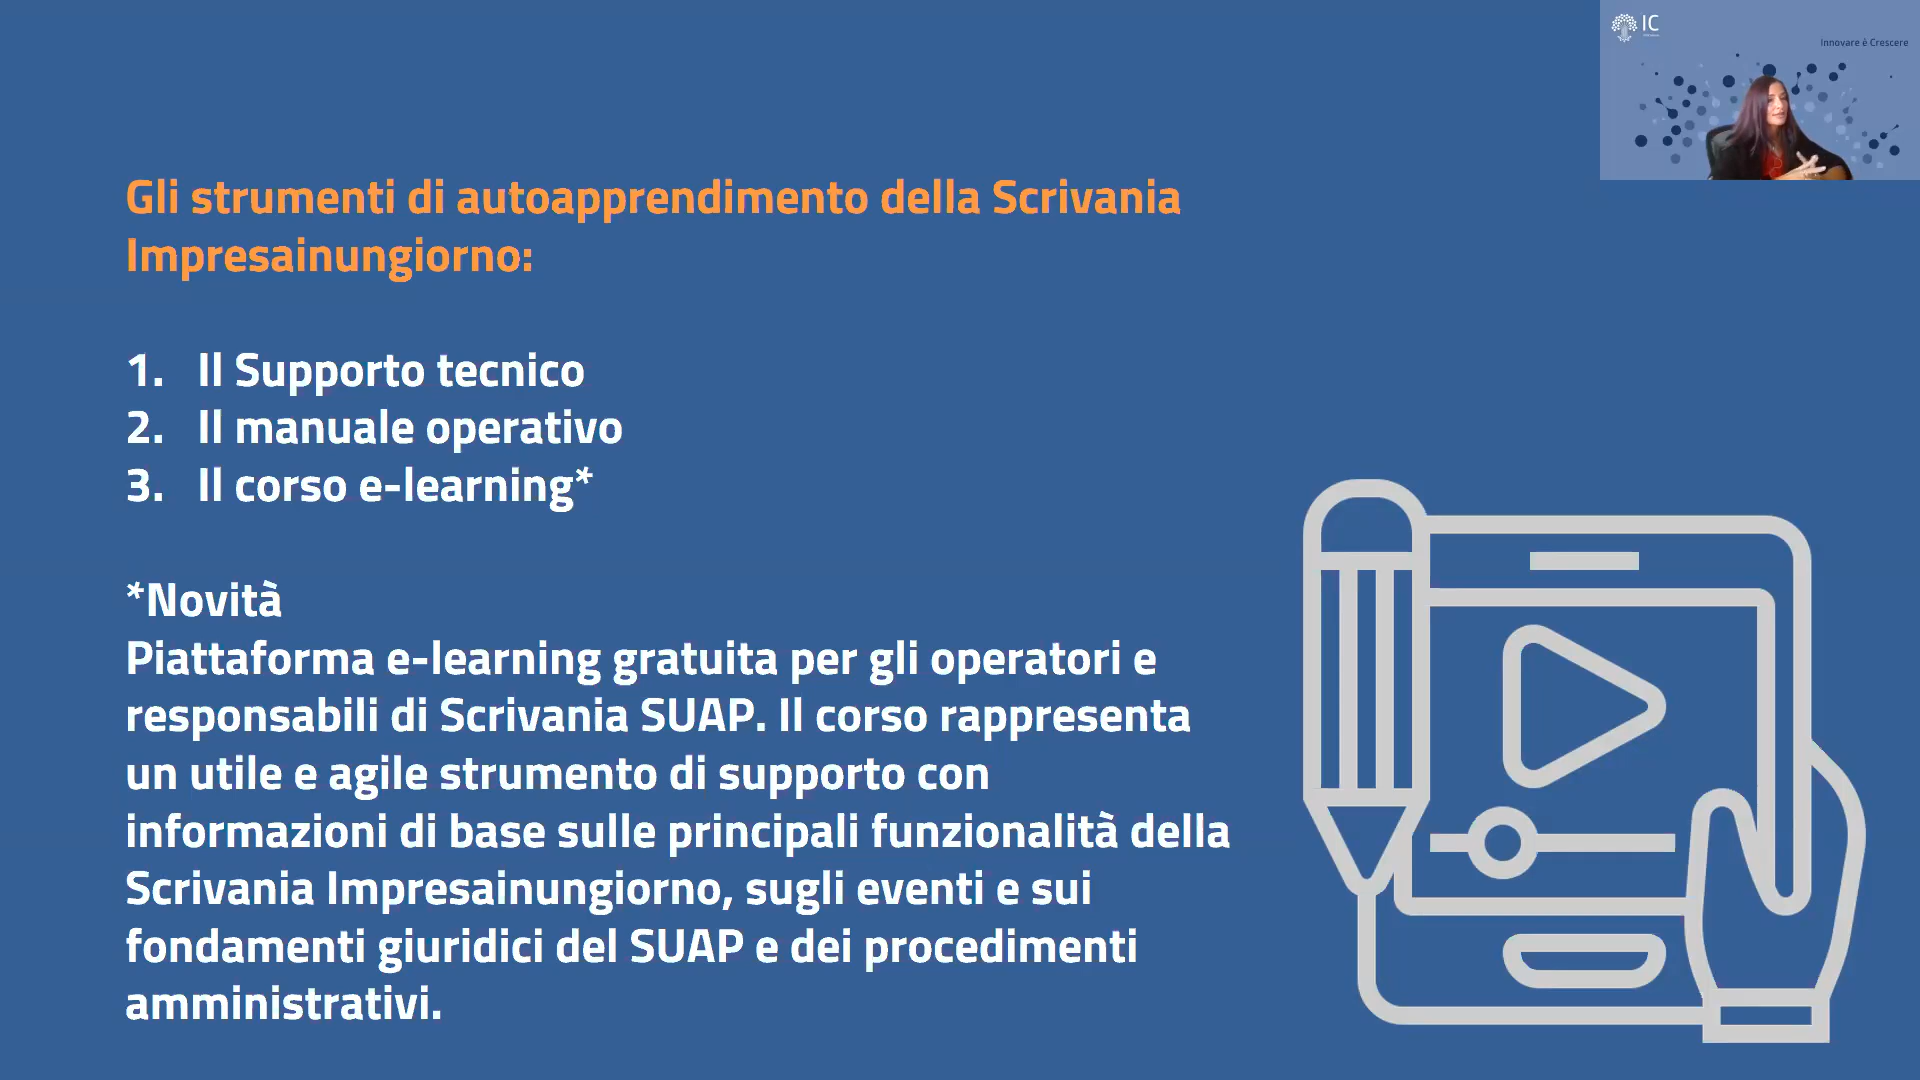 IC
Innovare è Crescere
Gli strumenti di autoapprendimento della Scrivania
Impresainungiorno:
1. Il Supporto tecnico
2. Il manuale operativo
3. Il corso e-learning*
*Novità
Piattaforma e-learning gratuita per gli operatori e
responsabili di Scrivania SUAP. Il corso rappresenta
un utile e agile strumento di supporto con
informazioni di base sulle principali funzionalità della
Scrivania Impresainungiorno, sugli eventi e sui
fondamenti giuridici del SUAP e dei procedimenti
amministrativi.